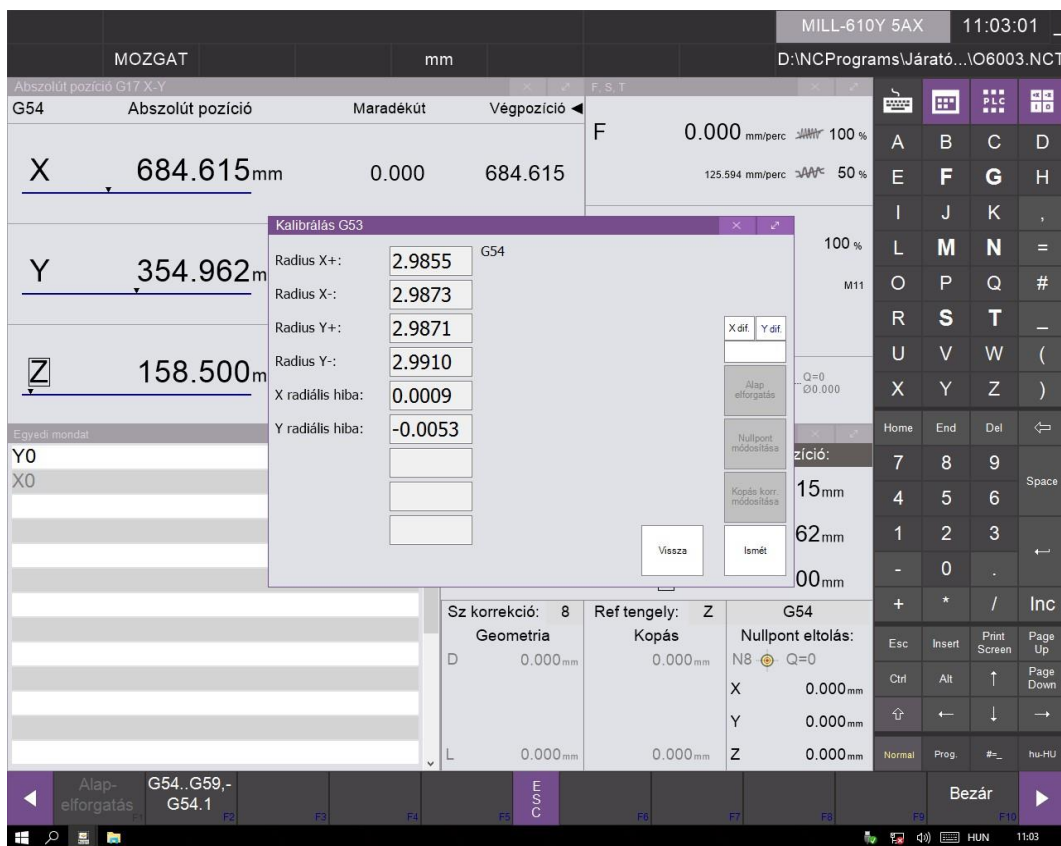 MILL-610Y 5AX 11:03:01 _
MOZGAT mm D:\NCPrograms\Járató...\O6003.NCT
Abszolút pozíció G17 X-Y
G54 Abszolút pozíció Maradékút Végpozíció
X 684.615mm 0.000 684.615
Y 354.962m
Z 158.500m
F, S, T
F 0.000 mm/perc 100 %
125.594 mm/perc 50 %
100 %
M11
Q=0
Ø0.000
Kalibrálás G53
Radius X+: 2.9855 G54
Radius X-: 2.9873
Radius Y+: 2.9871
Radius Y-: 2.9910
X radiális hiba: 0.0009
Y radiális hiba: -0.0053
X dif. Y dif.
Alap
elforgatás
Nullpont
módosítása
Kopás korr.
módosítása
Vissza Ismét
Egyedi mondat
Y0
X0
zíció:
15mm
62mm
00mm
Sz korrekció: 8 Ref tengely: Z G54
Geometria Kopás Nullpont eltolás:
D 0.000mm 0.000mm N8 Q=0
X 0.000mm
Y 0.000mm
L 0.000mm 0.000mm Z 0.000mm
PLC
A B C D
E F G H
I J K ,
L M N =
O P Q #
R S T _
U V W (
X Y Z )
Home End Del
7 8 9
Space
4 5 6
1 2 3
- 0 .
+ * / Inc
Esc Insert Print Screen Page Up
Ctrl Alt ↑ Page Down
← ↓ →
Normal Prog. #=_ hu-HU
Alap-
elforgatás F1
G54..G59,-
G54.1 F2
F3 F4 F5
ESC
F6 F7 F8 F9
Bezár F10
HUN 11:03